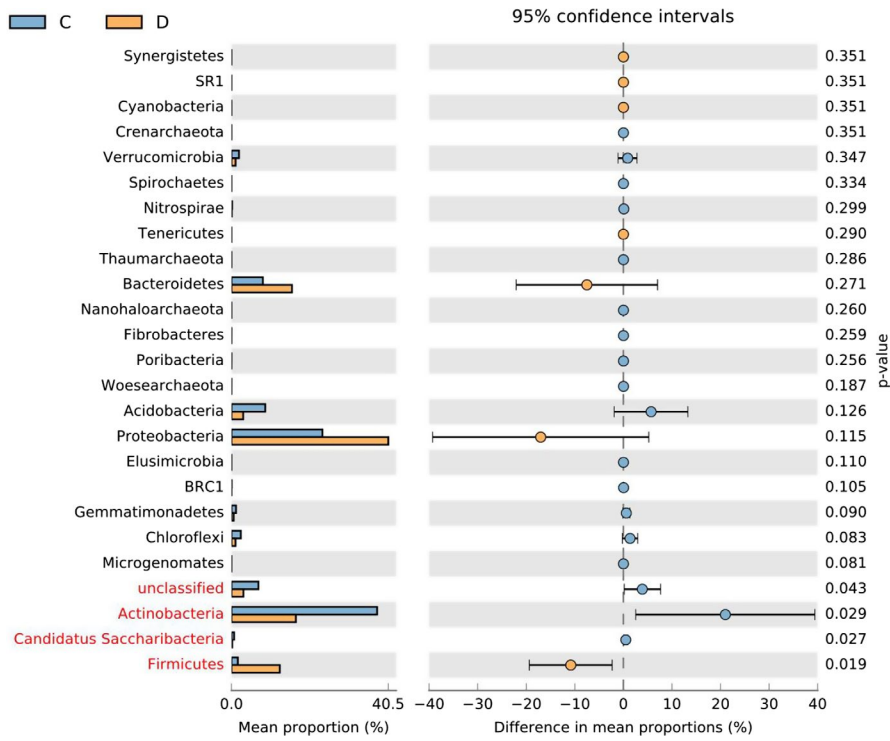 C D
95% confidence intervals
Synergistetes 0.351
SR1 0.351
Cyanobacteria 0.351
Crenarchaeota 0.351
Verrucomicrobia 0.347
Spirochaetes 0.334
Nitrospirae 0.299
Tenericutes 0.290
Thaumarchaeota 0.286
Bacteroidetes 0.271
Nanohaloarchaeota 0.260
Fibrobacteres 0.259
Poribacteria 0.256
Woesearchaeota 0.187
Acidobacteria 0.126
Proteobacteria 0.115
Elusimicrobia 0.110
BRC1 0.105
Gemmatimonadetes 0.090
Chloroflexi 0.083
Microgenomates 0.081
unclassified 0.043
Actinobacteria 0.029
Candidatus Saccharibacteria 0.027
Firmicutes 0.019
p-value
0.0 40.5 −40 −30 −20 −10 0 10 20 30 40
Mean proportion (%) Difference in mean proportions (%)